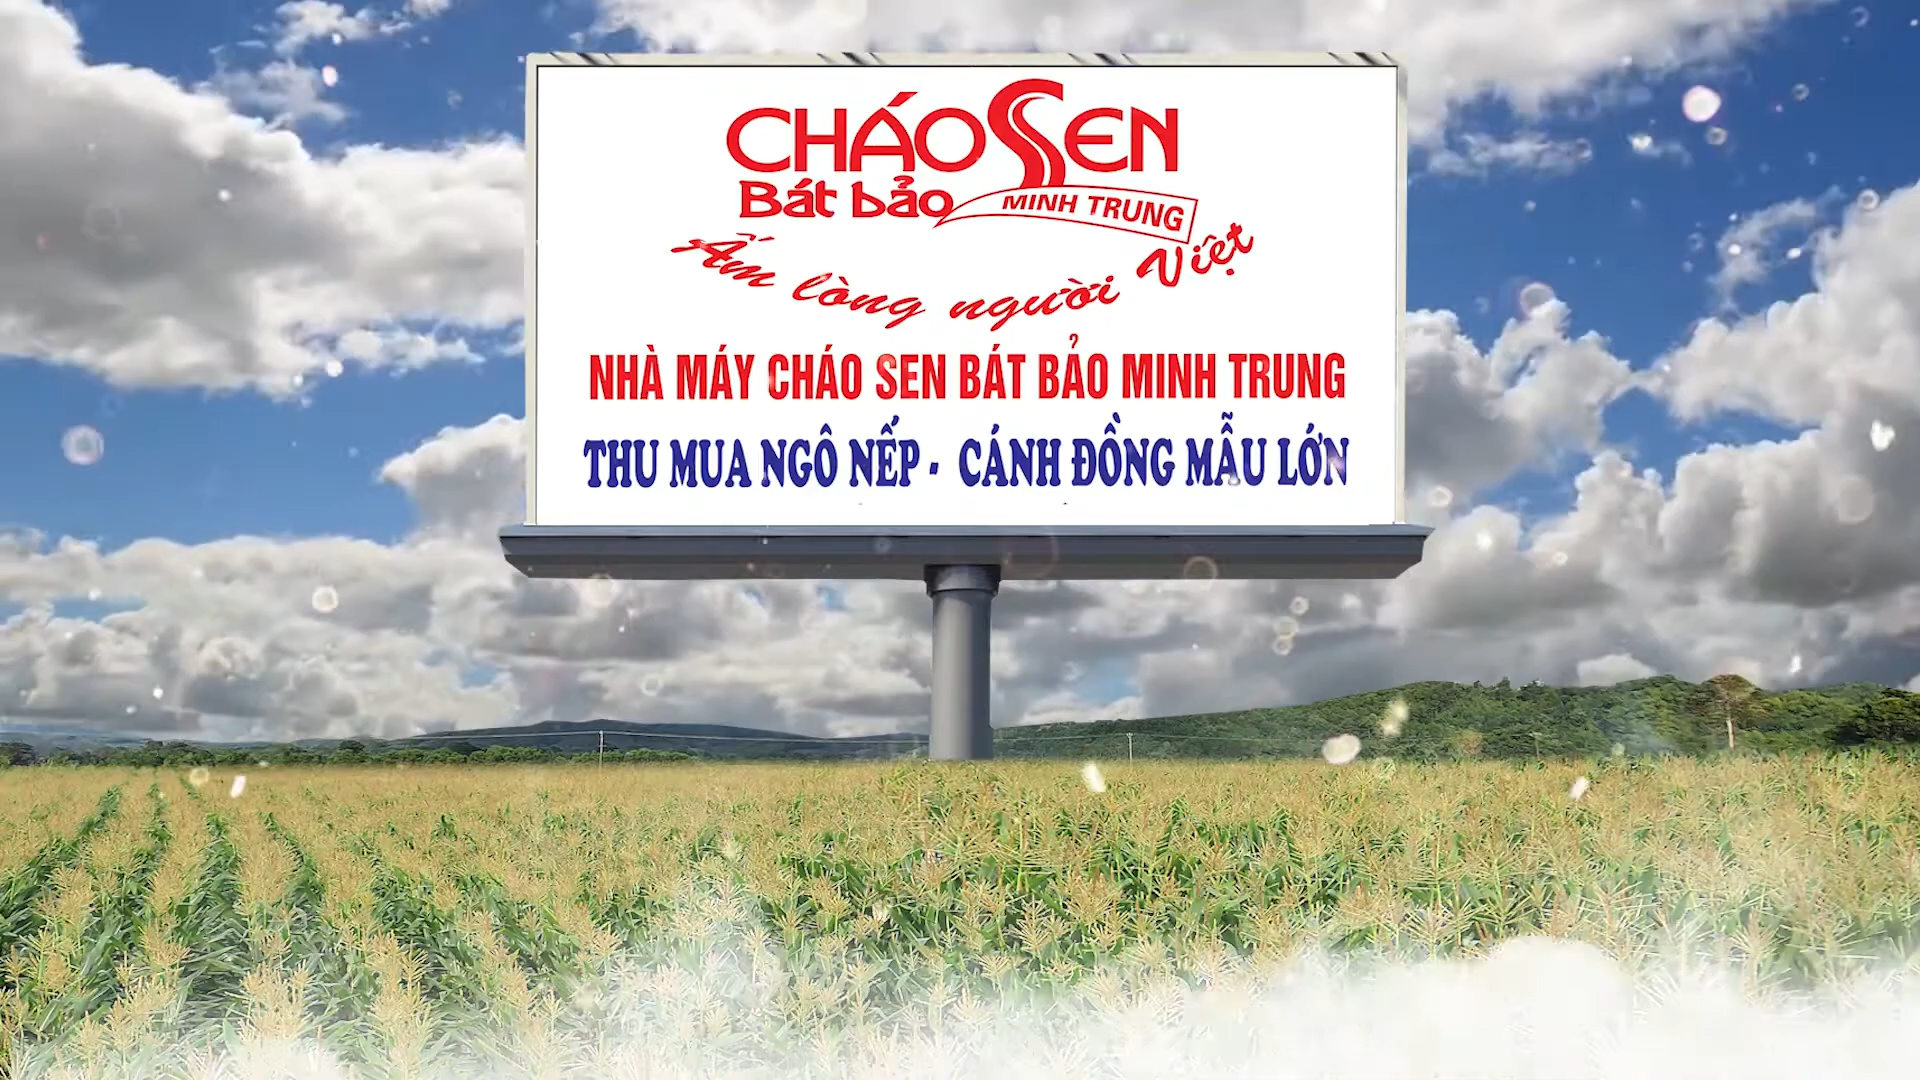 CHÁO SEN
Bát bảo
MINH TRUNG
Ấm lòng người Việt
NHÀ MÁY CHÁO SEN BÁT BẢO MINH TRUNG
THU MUA NGÔ NẾP - CÁNH ĐỒNG MẪU LỚN